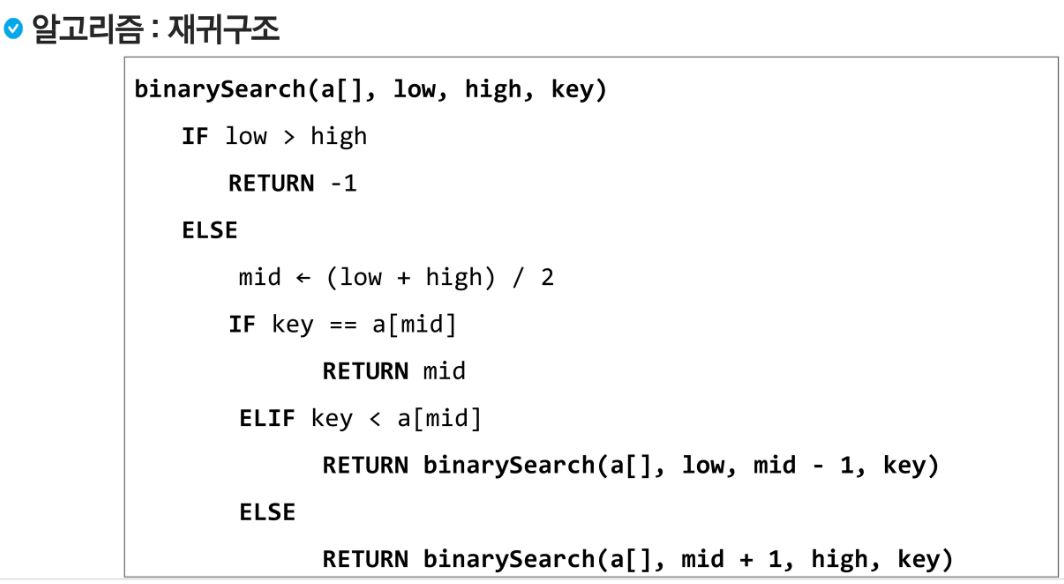 알고리즘 : 재귀구조
binarySearch(a[], low, high, key)
IF low > high
RETURN -1
ELSE
mid ← (low + high) / 2
IF key == a[mid]
RETURN mid
ELIF key < a[mid]
RETURN binarySearch(a[], low, mid - 1, key)
ELSE
RETURN binarySearch(a[], mid + 1, high, key)